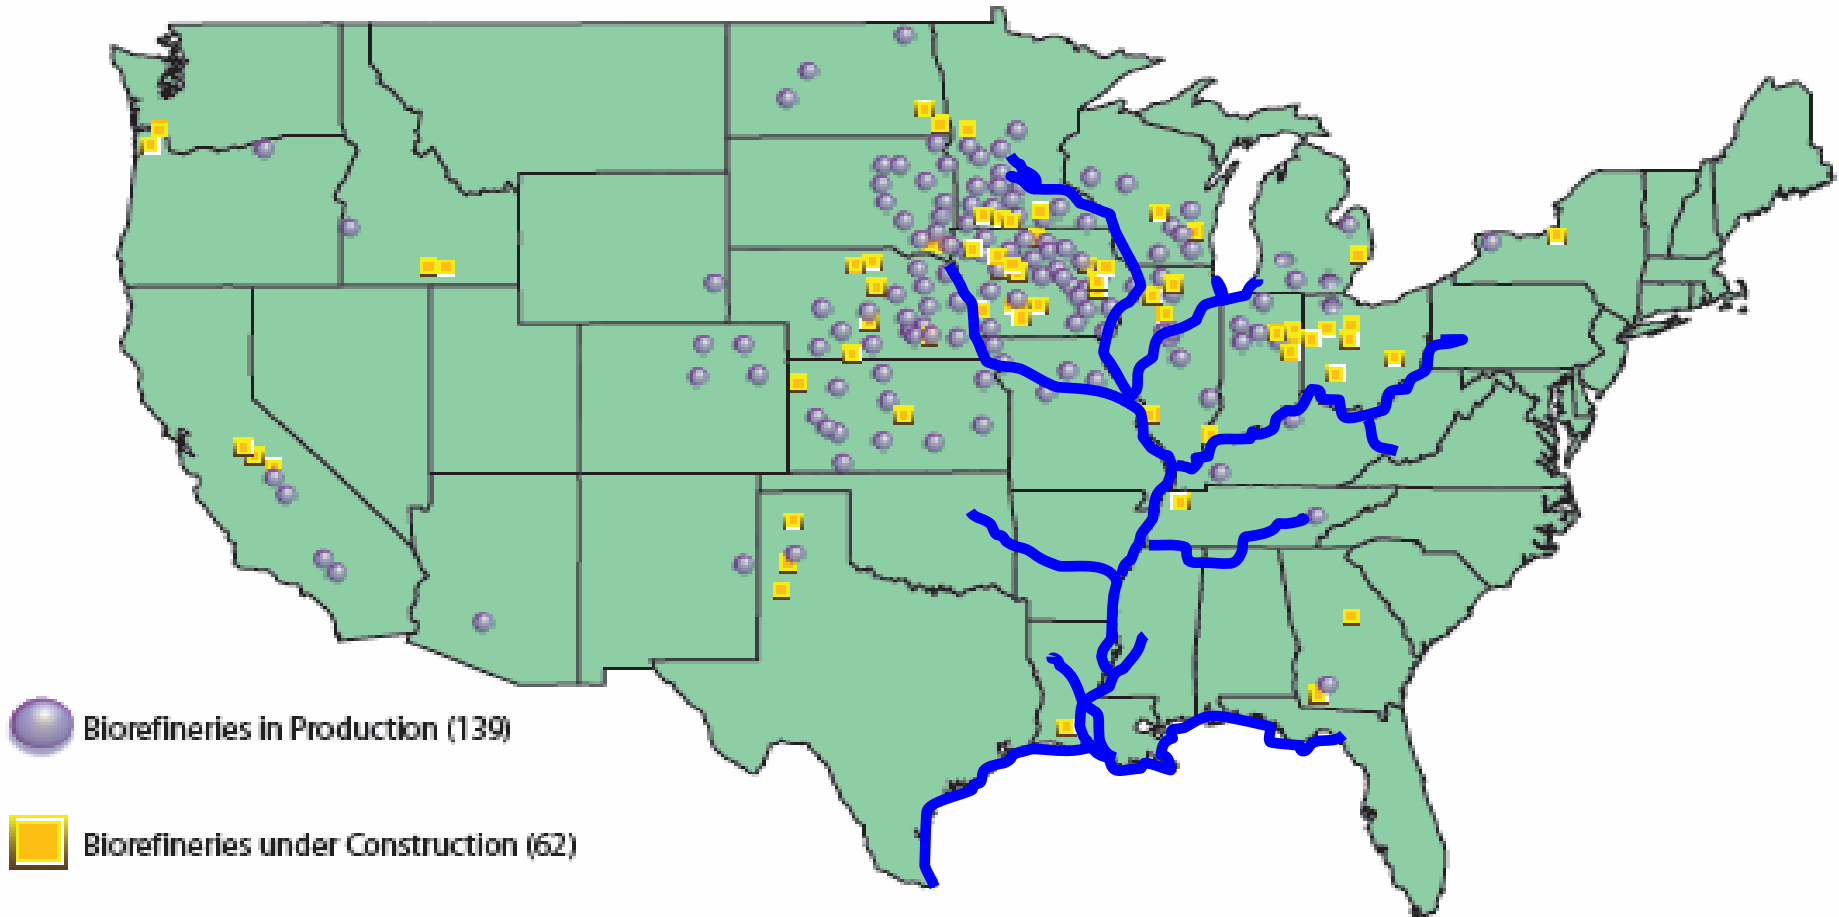 Biorefineries in Production (139)
Biorefineries under Construction (62)